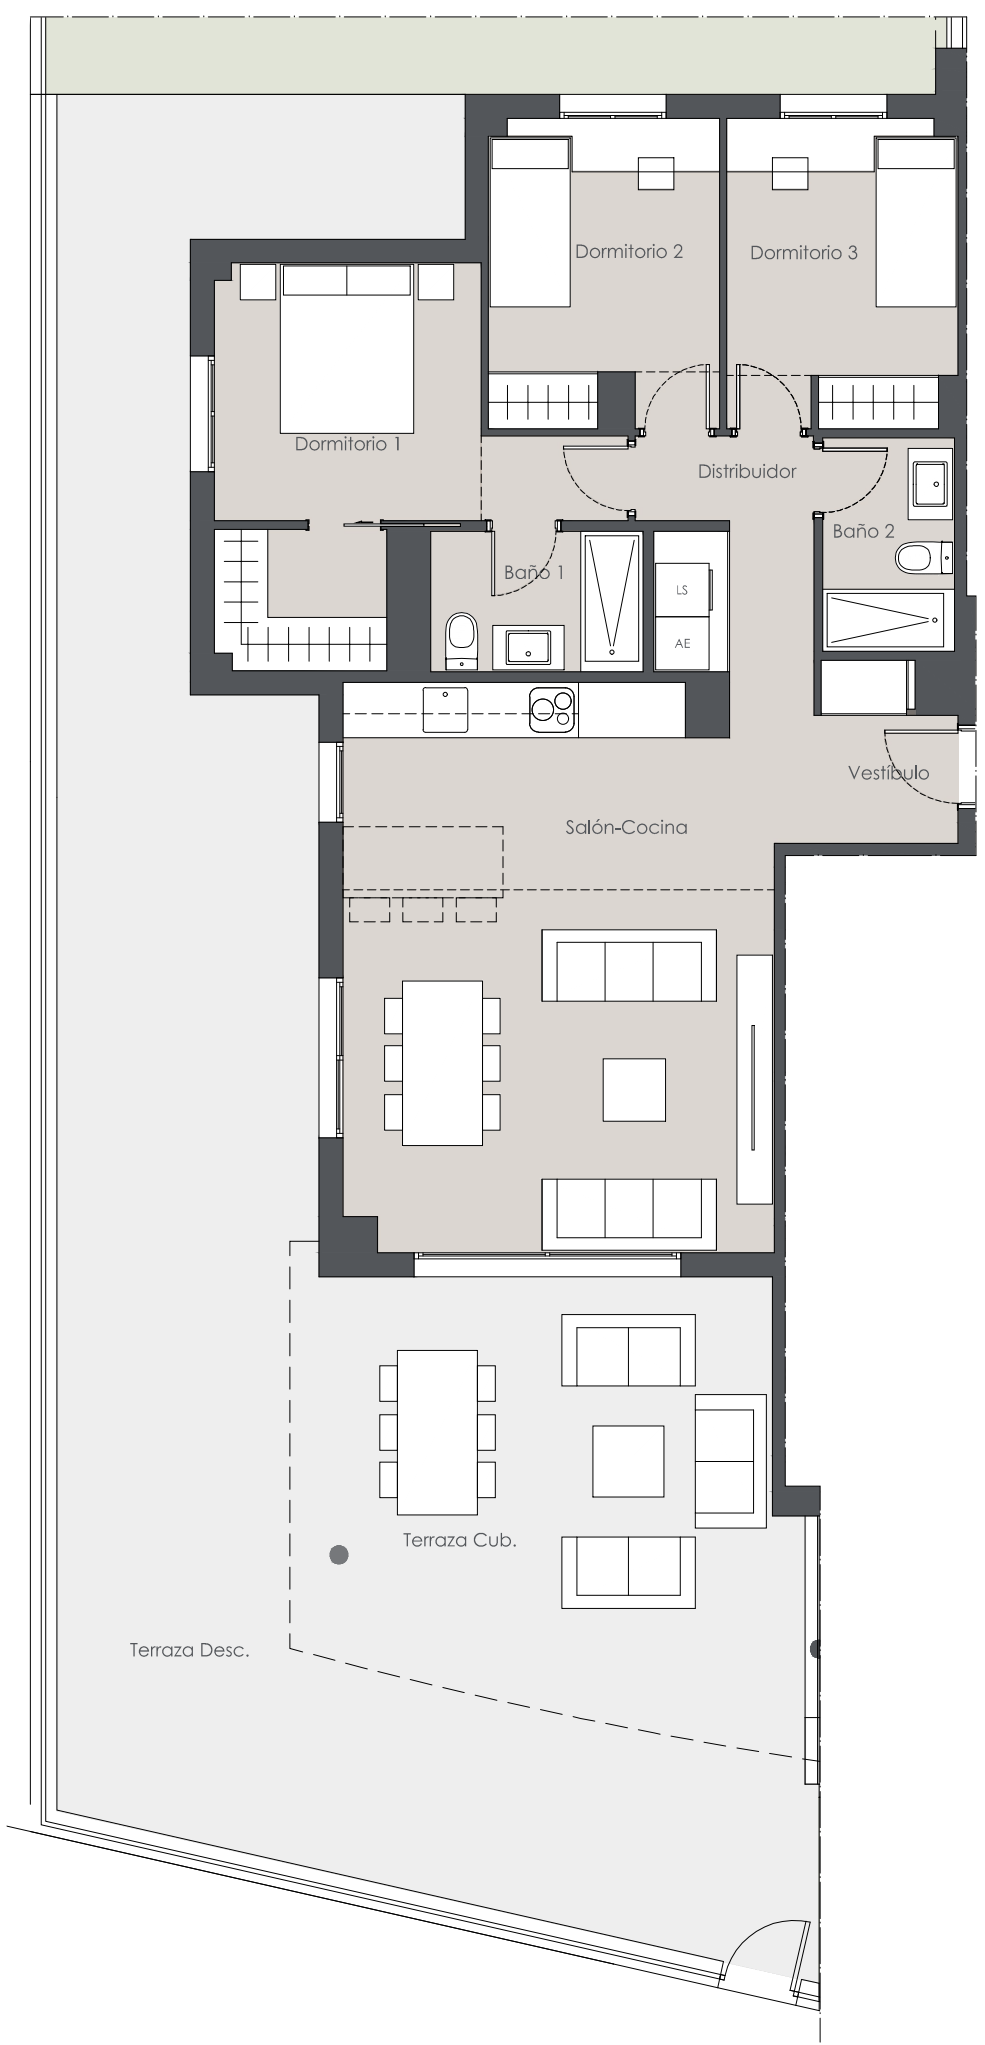 Dormitorio 2
Dormitorio 3
Dormitorio 1
Distribuidor
Baño 2
Baño 1
LS
AE
Vestíbulo
Salón-Cocina
Terraza Cub.
Terraza Desc.